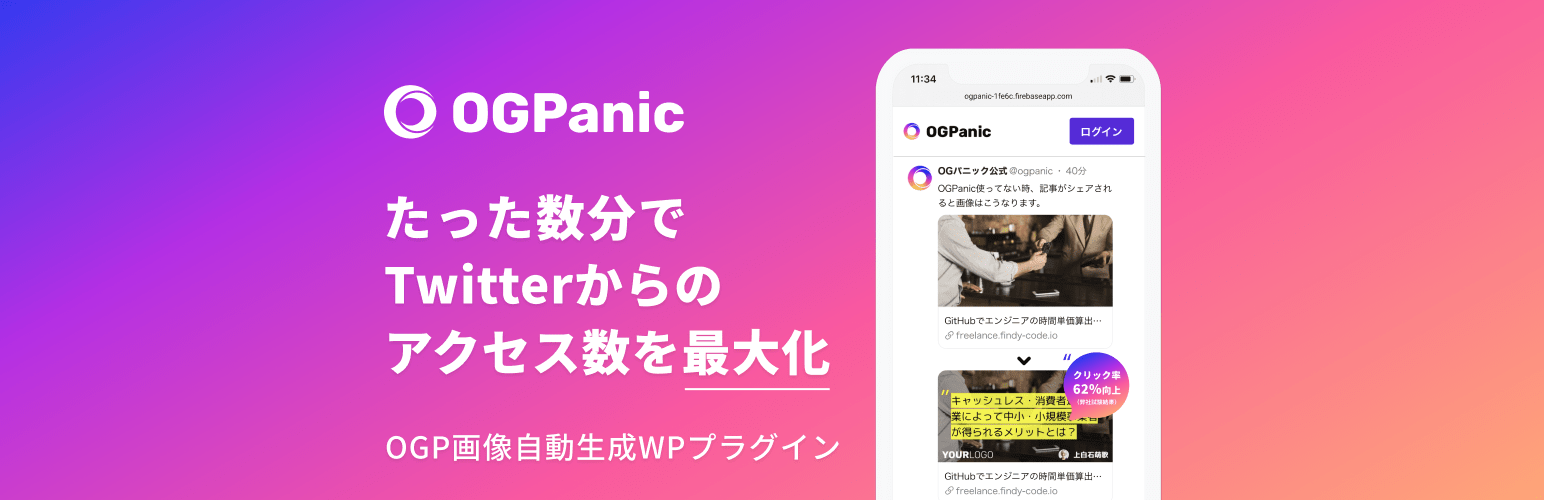 OGPanic
たった数分で
Twitterからの
アクセス数を最大化
OGP画像自動生成WPプラグイン
11:34
ogpanic-1fe6c.firebaseapp.com
OGPanic
ログイン
OGパニック公式 @ogpanic ・ 40分
OGPanic使ってない時、記事がシェアされ
ると画像はこうなります。
GitHubでエンジニアの時間単価算出…
freelance.findy-code.io
クリック率
62%向上
"キャッシュレス・消費者
業によって中小・小規模事業者
が得られるメリットとは？
YOURLOGO
上白石萌歌
GitHubでエンジニアの時間単価算出…
freelance.findy-code.io